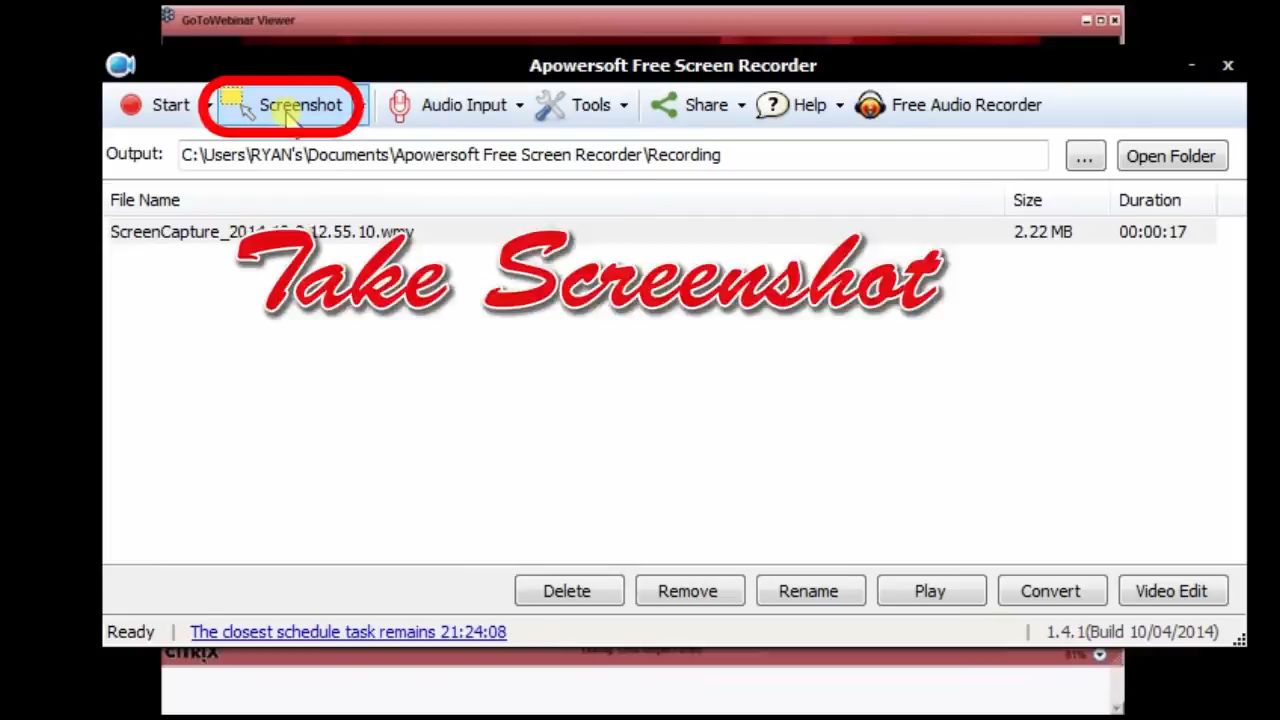 GoToWebinar Viewer
Apowersoft Free Screen Recorder
Start Screenshot Audio Input Tools Share Help Free Audio Recorder
Output: C:\Users\RYAN's\Documents\Apowersoft Free Screen Recorder\Recording ... Open Folder
File Name Size Duration
12.55.10.wmv 2.22 MB 00:00:17
Take Screenshot
Delete Remove Rename Play Convert Video Edit
Ready | The closest schedule task remains 21:24:08 | 1.4.1(Build 10/04/2014)
CITRIX 81%